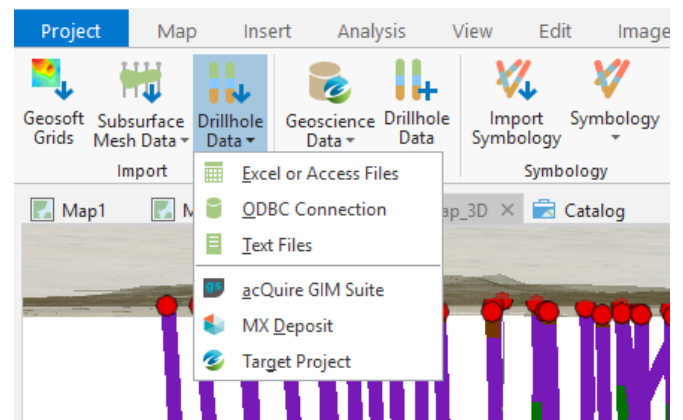 Project Map Insert Analysis View Edit Image
Geosoft Grids
Subsurface Mesh Data
Drillhole Data
Geoscience Data
Drillhole Data
Import Symbology
Symbology
Import
Symbology
Excel or Access Files
ODBC Connection
Text Files
acQuire GIM Suite
MX Deposit
Target Project
Map1
M
ap_3D
Catalog
gs